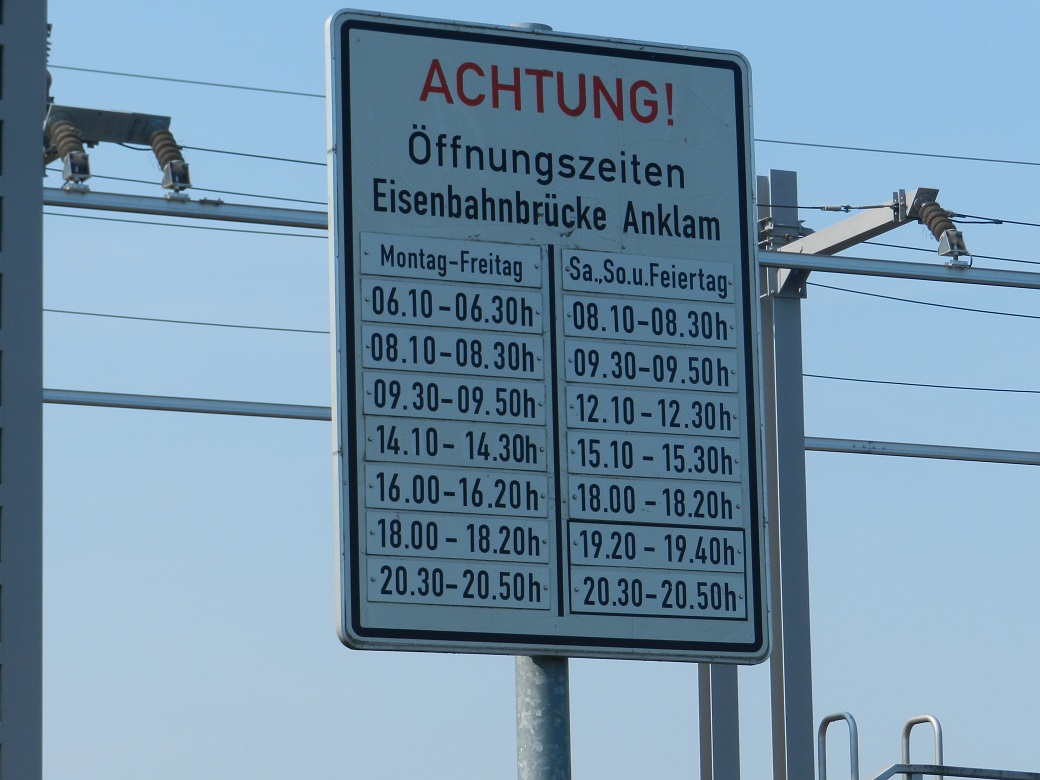 ACHTUNG!
Öffnungszeiten
Eisenbahnbrücke Anklam
Montag-Freitag
06.10-06.30h
08.10-08.30h
09.30-09.50h
14.10-14.30h
16.00-16.20h
18.00-18.20h
20.30-20.50h
Sa.,So.u.Feiertag
08.10-08.30h
09.30-09.50h
12.10-12.30h
15.10-15.30h
18.00-18.20h
19.20-19.40h
20.30-20.50h